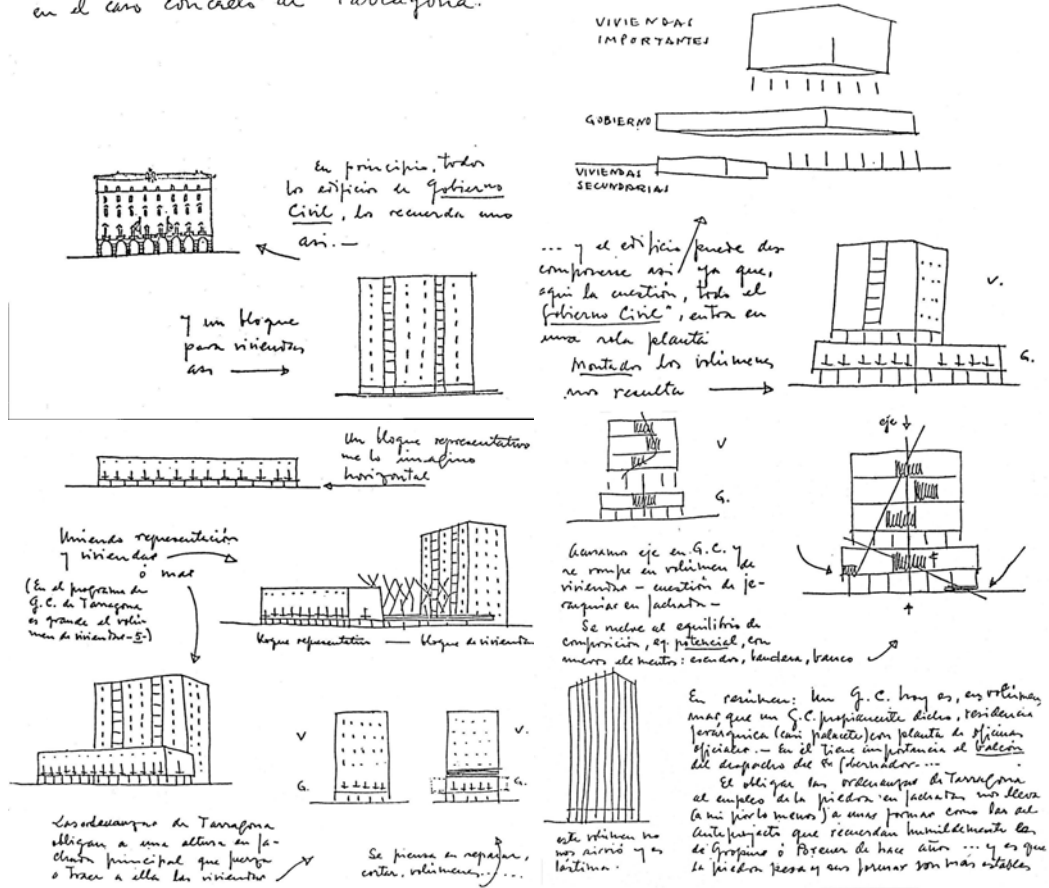 en el caso concreto de Tarragona.
En principio, todos
los edificios de Gobierno
Civil, los recuerda uno
así.—
y un bloque
para viviendas
así
Un bloque representativo
me lo imagino
horizontal
Uniendo representación
y viviendas
ó mas
(En el programa de
G.C. de Tarragona
es grande el volú-
men de viviendas -5-)
bloque representativo — bloque de viviendas
V
G.
V.
G.
Las ordenanzas de Tarragona
obligan a una altura en fa-
chada principal que fuerza
o traer a ella las viviendas
Se piensa en separar,
cortar, volúmenes......
VIVIENDAS
IMPORTANTES
GOBIERNO
VIVIENDAS
SECUNDARIAS
... y el edificio puede des
componerse así ya que,
aquí la cuestión, todo el
"Gobierno Civil", entra en
una sola planta
Montados los volúmenes
nos resulta
V.
G.
V
G.
eje
Acusamos eje en G.C. y
se rompe en volúmen de
viviendas - cuestión de je-
rarquías en fachada -
Se vuelve al equilibrio de
composición, eq. potencial, con
nuevos elementos: escudos, bandera, banco
este volúmen no
nos sirvió y es
lástima.
En resúmen: Un G.C. hoy es, en volúmen,
mas que un G.C. propiamente dicho, residencia
jerárquica (casi palacete) con planta de oficinas
oficiales.— En él tiene importancia el balcón
del despacho del Gobernador....
El obligar las ordenanzas de Tarragona
al empleo de la piedra en fachadas nos lleva
(a mi por lo menos) a unas formas como las del
anteproyecto que recuerdan humildemente las
de Gropius ó de hace años ... y es que
la piedra pesa y sus formas son más estables